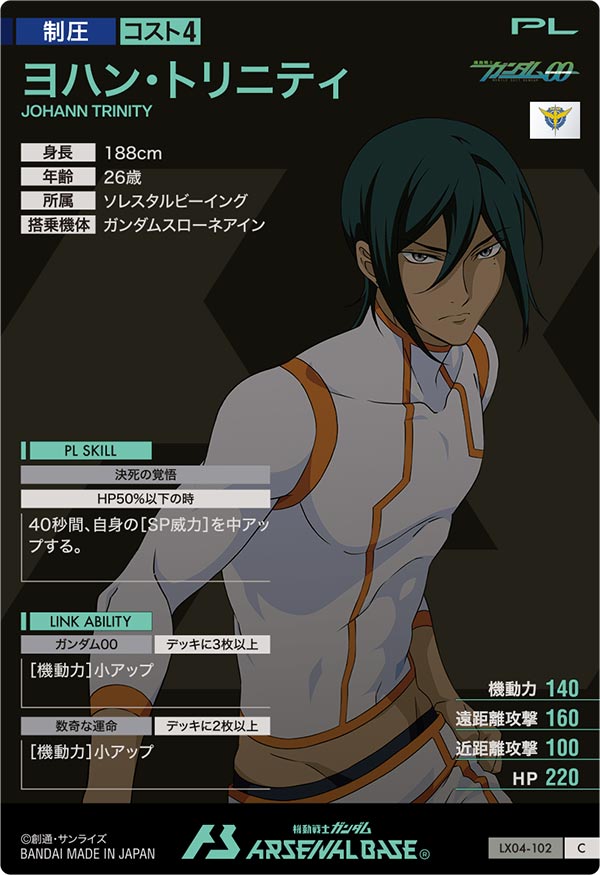 制圧 コスト4 PL
ヨハン・トリニティ
JOHANN TRINITY
ガンダム00
身長 188cm
年齢 26歳
所属 ソレスタルビーイング
搭乗機体 ガンダムスローネアイン
PL SKILL
決死の覚悟
HP50%以下の時
40秒間、自身の[SP威力]を中アッ
プする。
LINK ABILITY
ガンダム00 デッキに3枚以上
[機動力]小アップ
数奇な運命 デッキに2枚以上
[機動力]小アップ
機動力 140
遠距離攻撃 160
近距離攻撃 100
HP 220
©創通・サンライズ
BANDAI MADE IN JAPAN
機動戦士ガンダム
ARSENAL BASE®
LX04-102 C